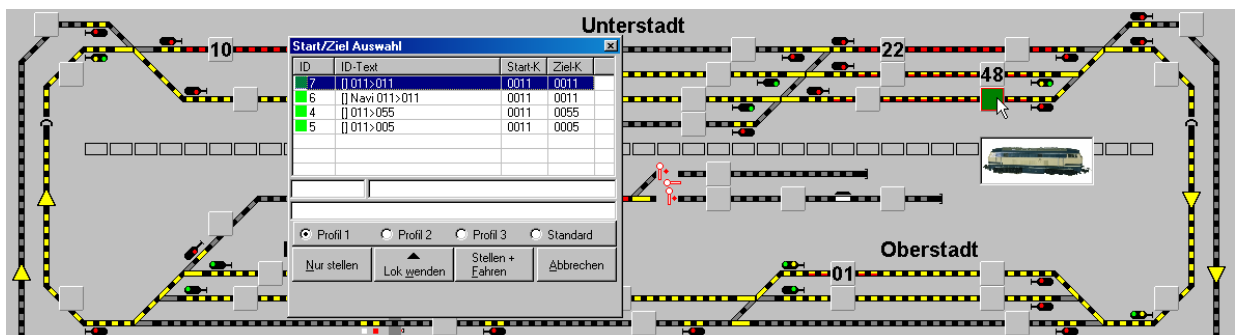 Unterstadt
10
Start/Ziel Auswahl
ID ID-Text Start-K Ziel-K
7 [] 011>011 0011 0011
6 [] Navi 011>011 0011 0011
4 [] 011>055 0011 0055
5 [] 011>005 0011 0005
22
48
Profil 1 Profil 2 Profil 3 Standard
Nur stellen Lok wenden Stellen + Fahren Abbrechen
Oberstadt
01